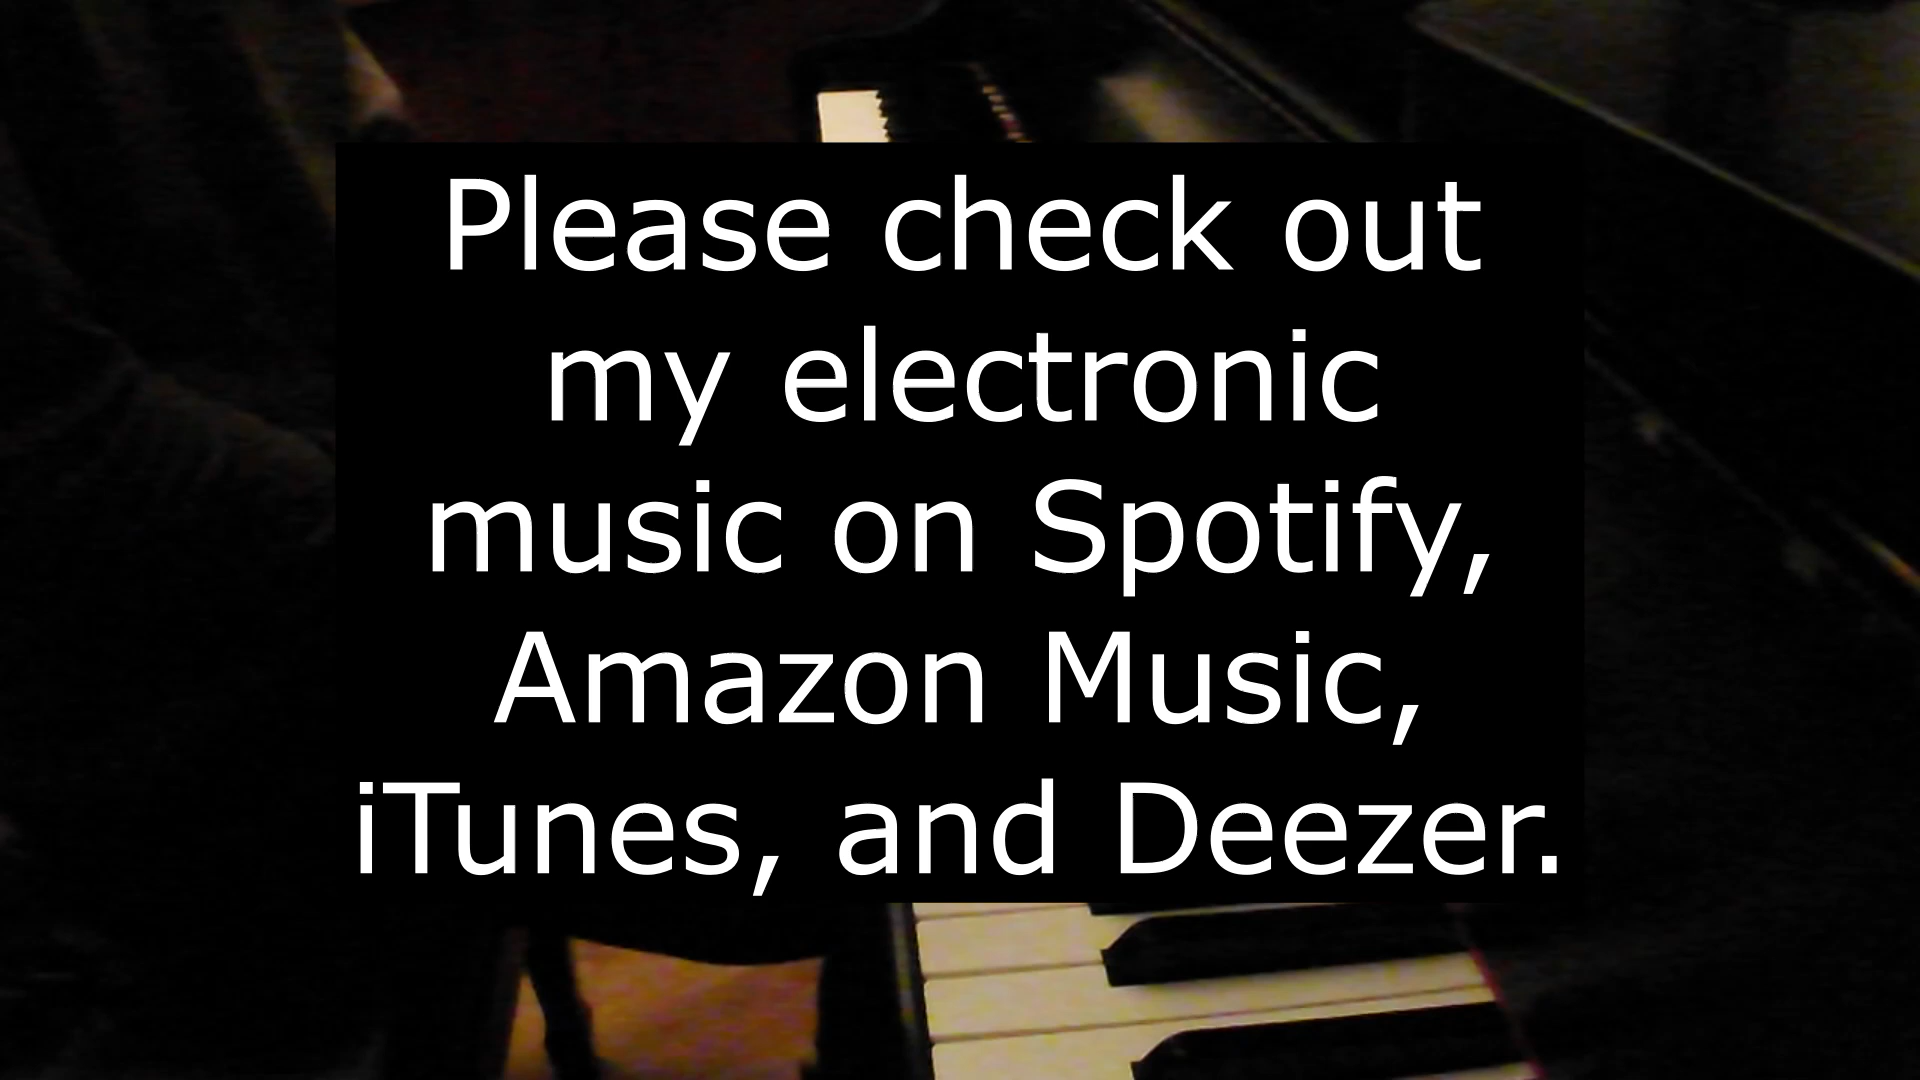 Please check out
my electronic
music on Spotify,
Amazon Music,
iTunes, and Deezer.